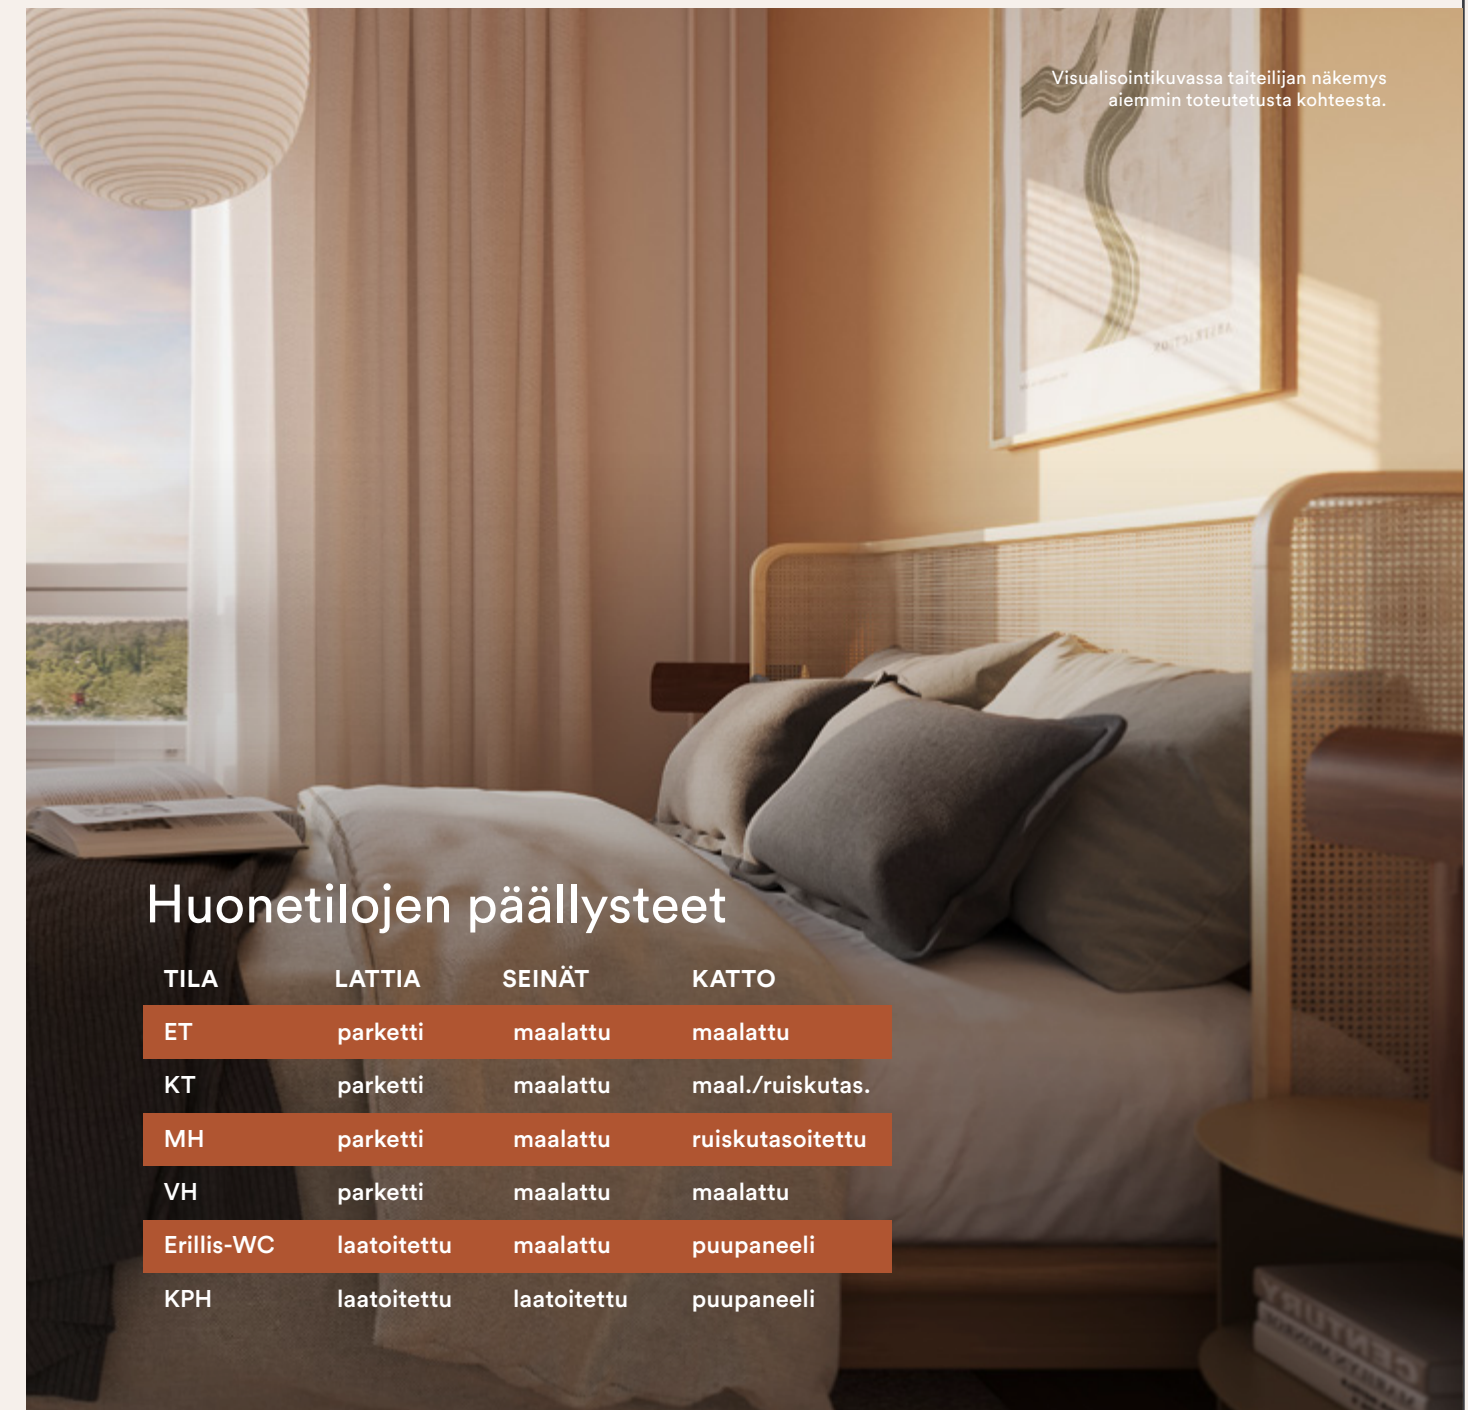 Visualisointikuvassa taiteilijan näkemys
aiemmin toteutetusta kohteesta.
Huonetilojen päällysteet
TILA LATTIA SEINÄT KATTO
ET parketti maalattu maalattu
KT parketti maalattu maal./ruiskutas.
MH parketti maalattu ruiskutasoitettu
VH parketti maalattu maalattu
Erillis-WC laatoitettu maalattu puupaneeli
KPH laatoitettu laatoitettu puupaneeli